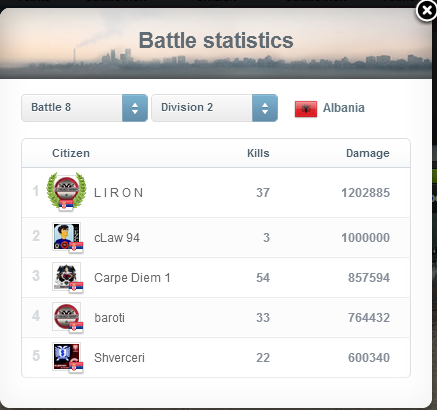 Battle statistics
Battle 8 Division 2 Albania
Citizen Kills Damage
1 L I R O N 37 1202885
2 cLaw 94 3 1000000
3 Carpe Diem 1 54 857594
4 baroti 33 764432
5 Shverceri 22 600340